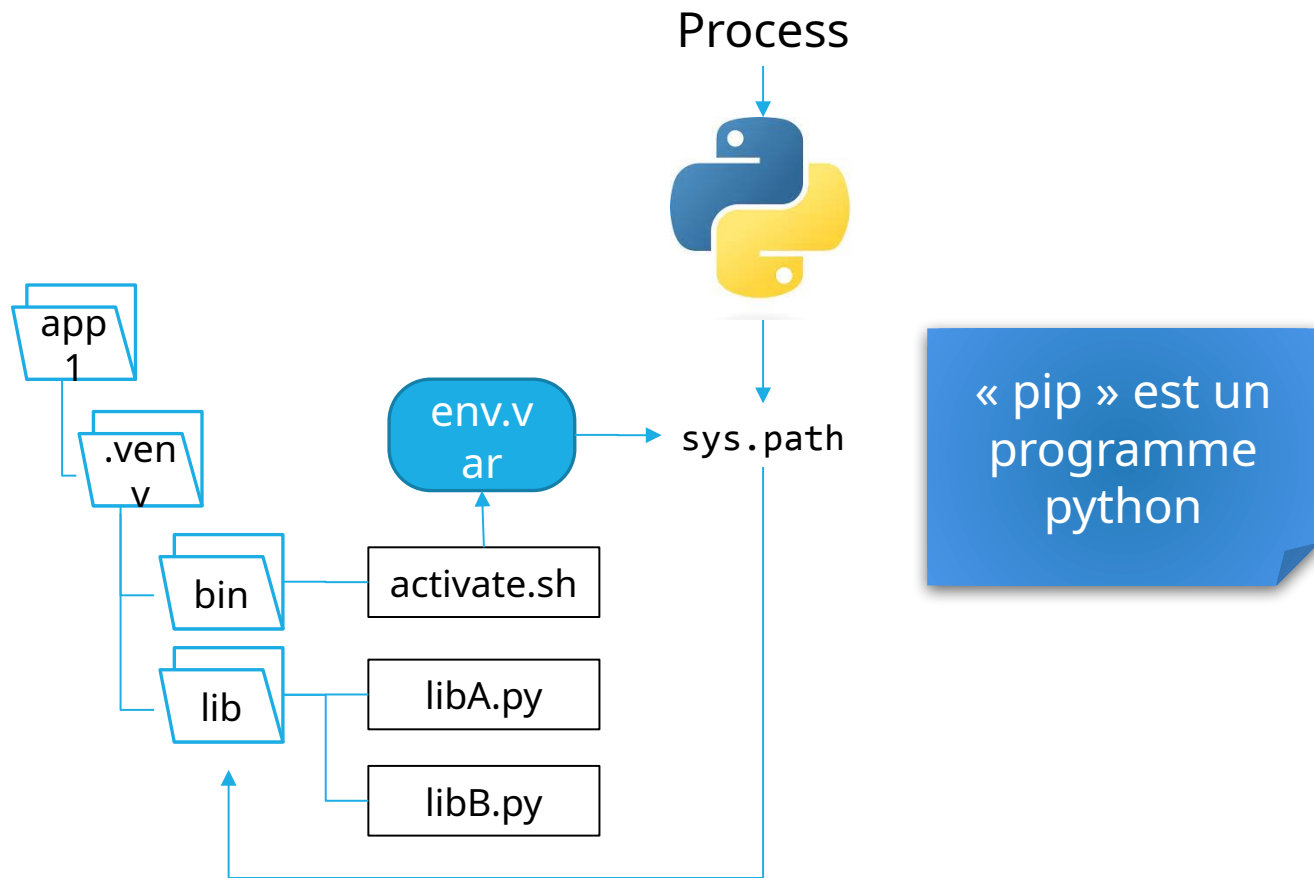 Process
app
1
.ven
v
env.v
ar
sys.path
« pip » est un
programme
python
bin
activate.sh
lib
libA.py
libB.py